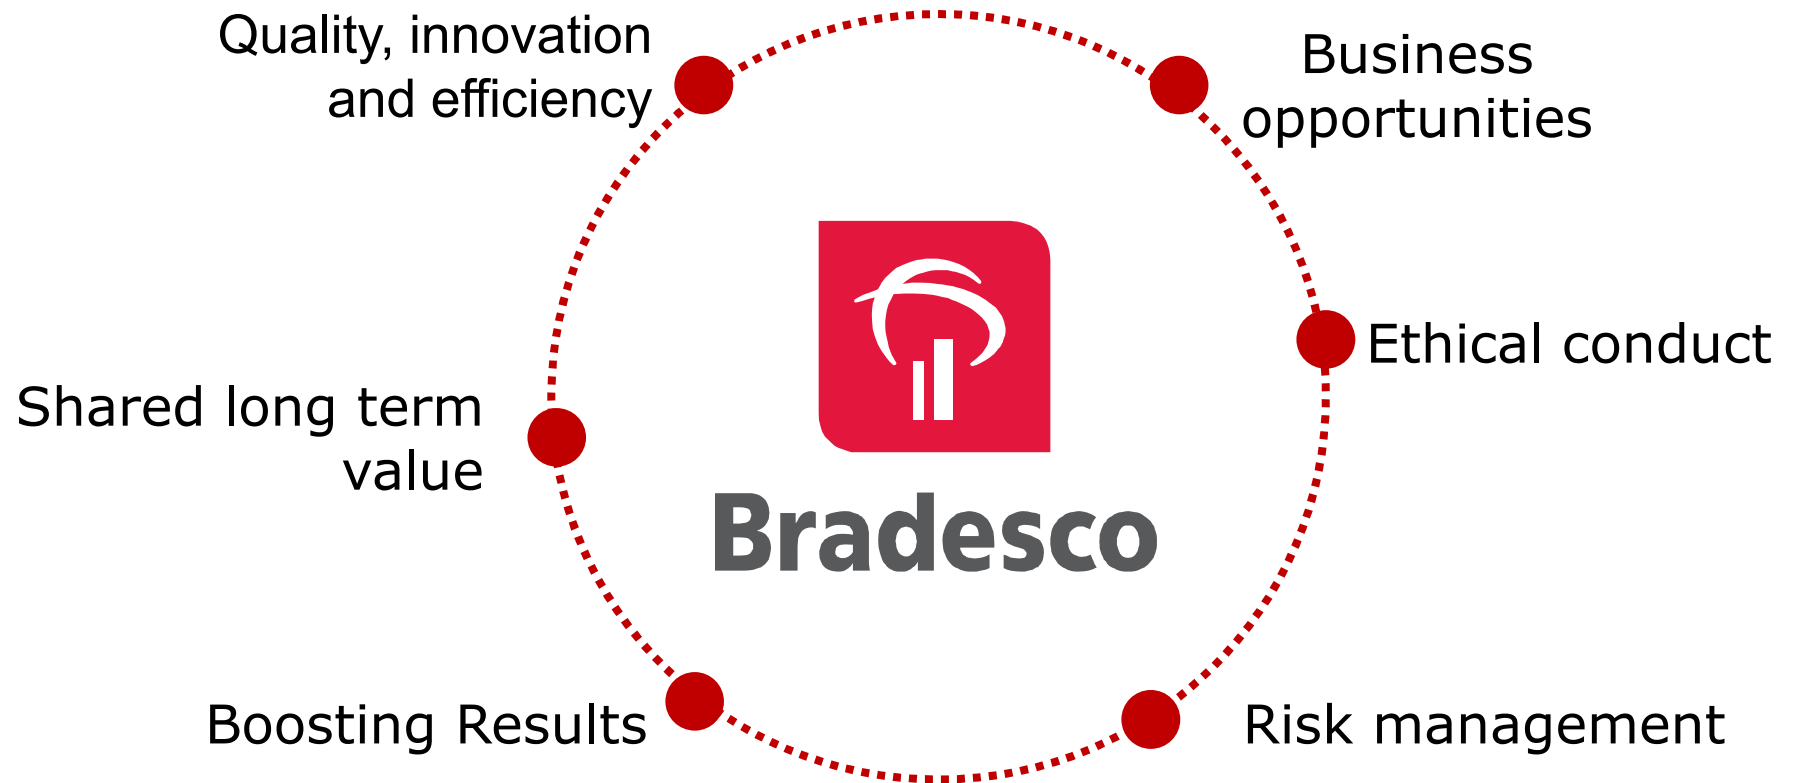 Quality, innovation
and efficiency
Business
opportunities
Ethical conduct
Shared long term
value
Bradesco
Boosting Results
Risk management